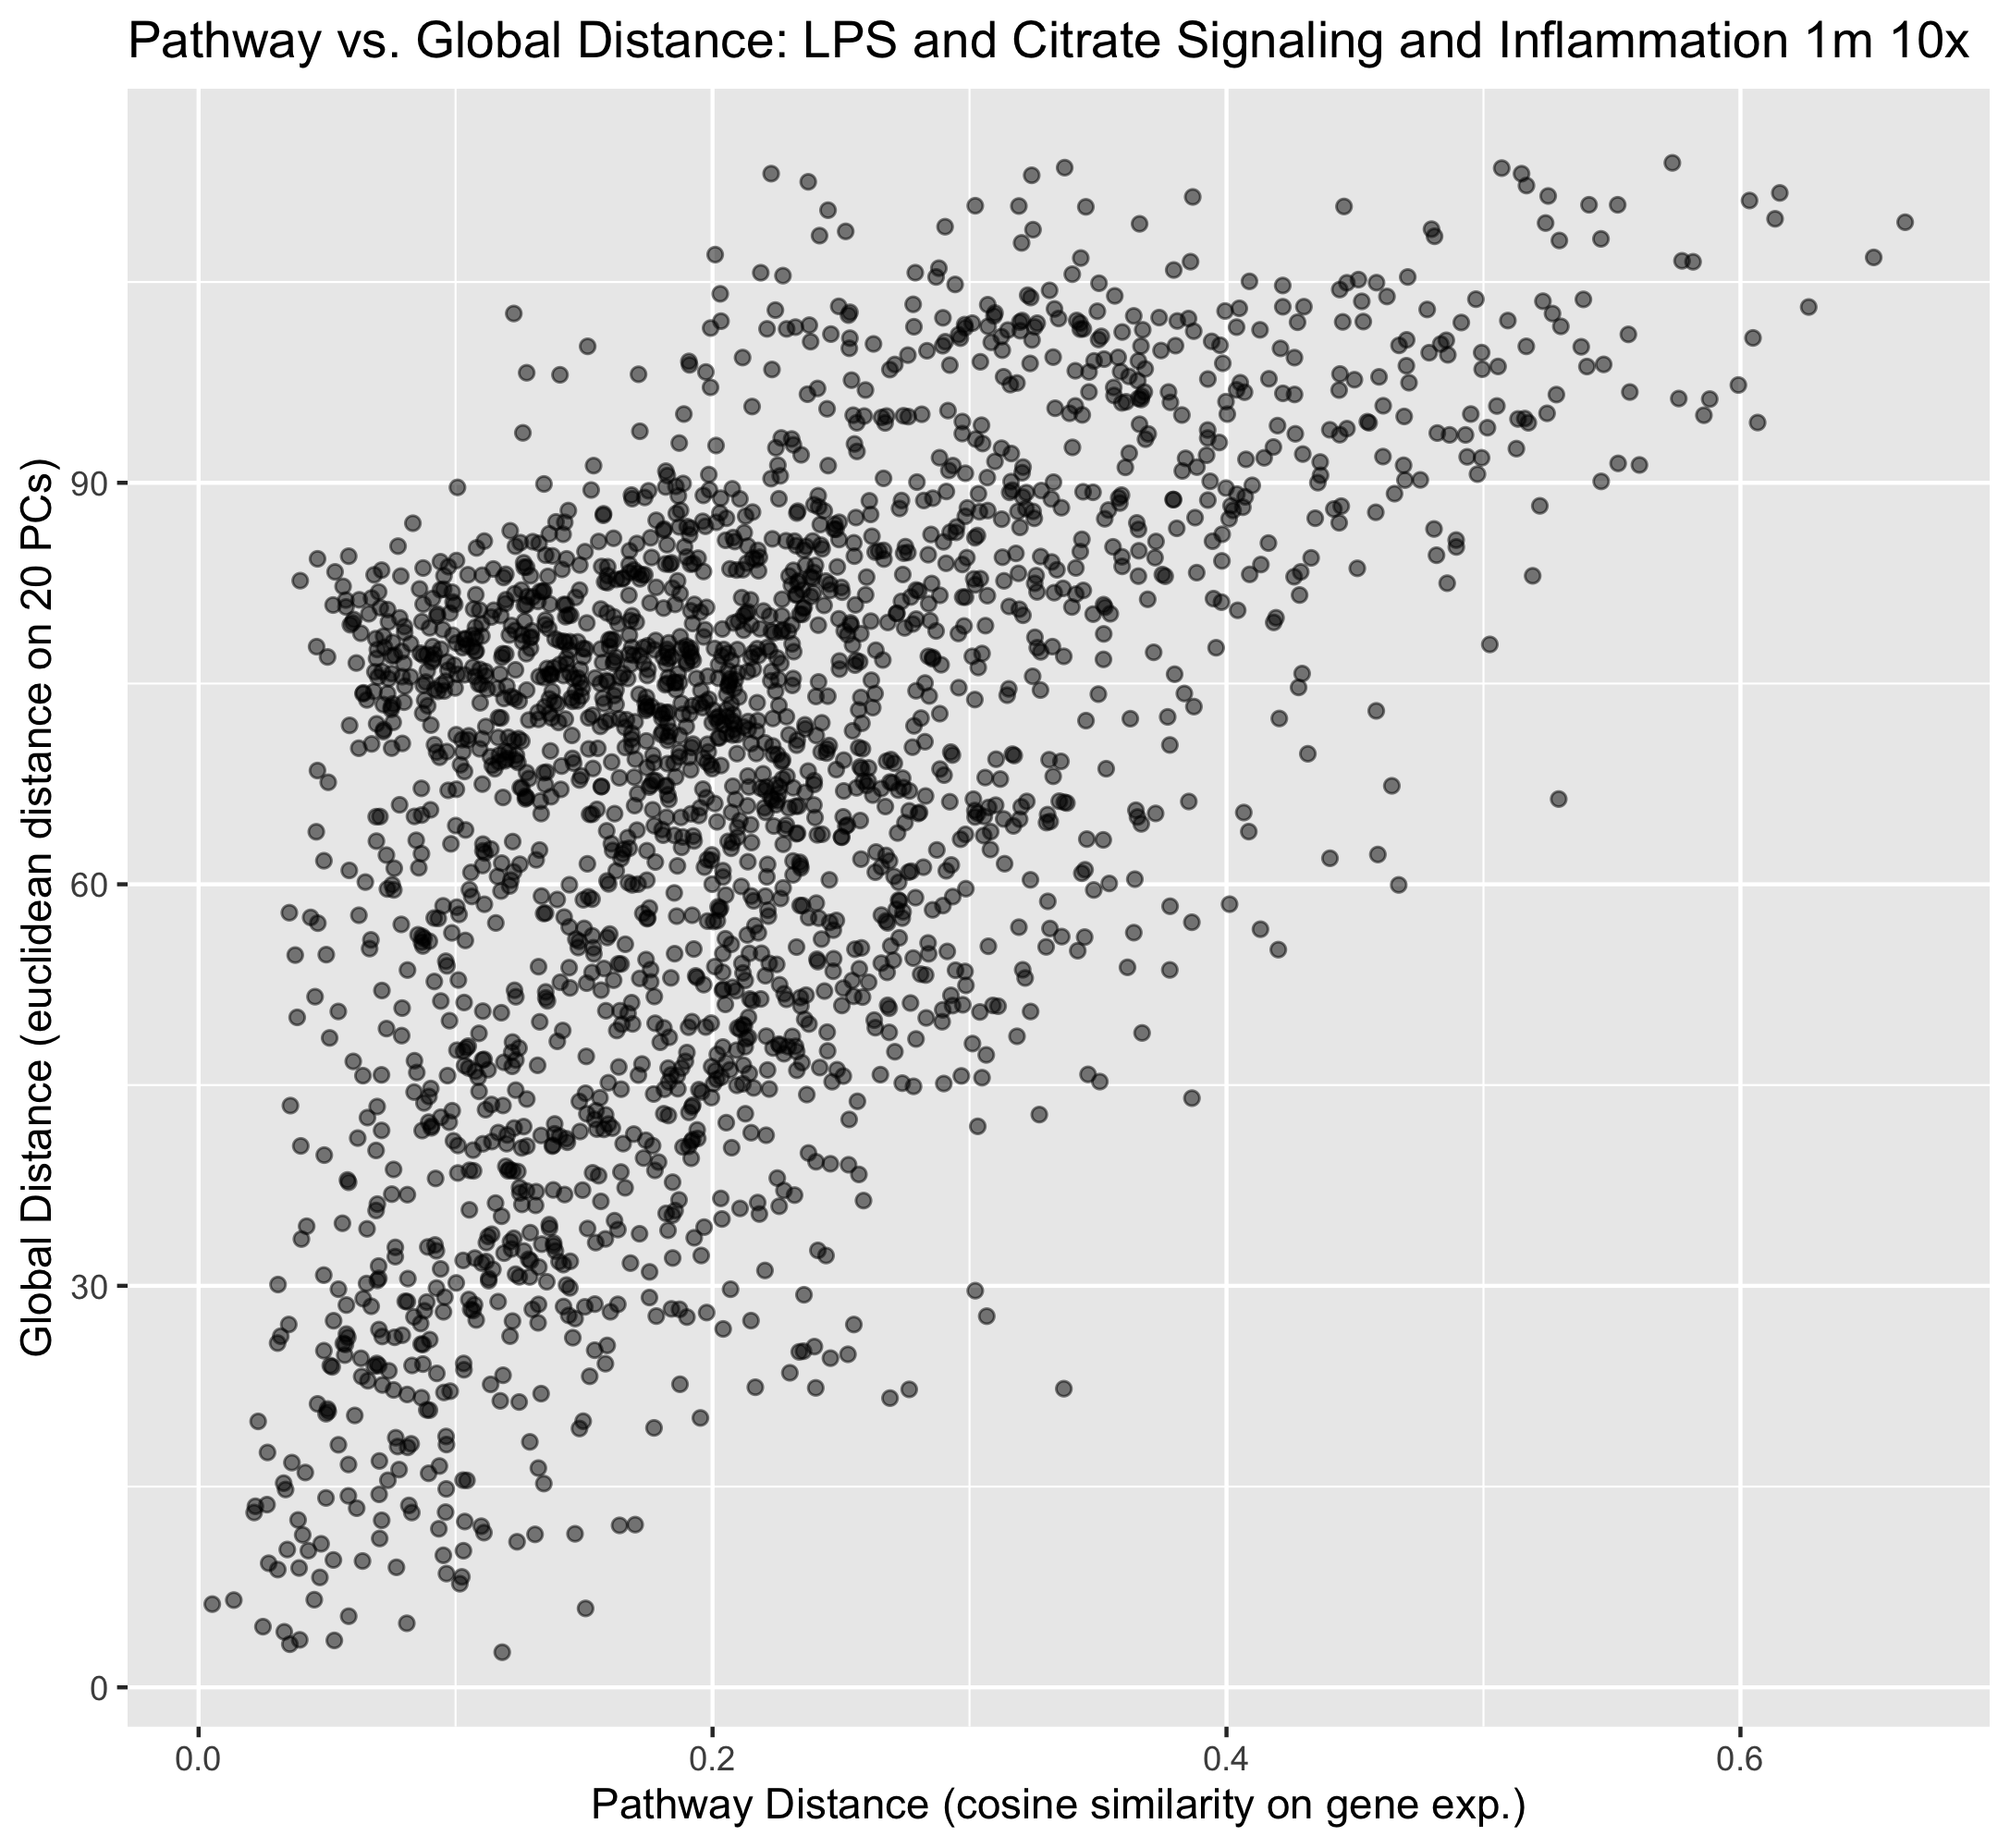 Pathway vs. Global Distance: LPS and Citrate Signaling and Inflammation 1m 10x
Global Distance (euclidean distance on 20 PCs)
90
60
30
0
0.0 0.2 0.4 0.6
Pathway Distance (cosine similarity on gene exp.)